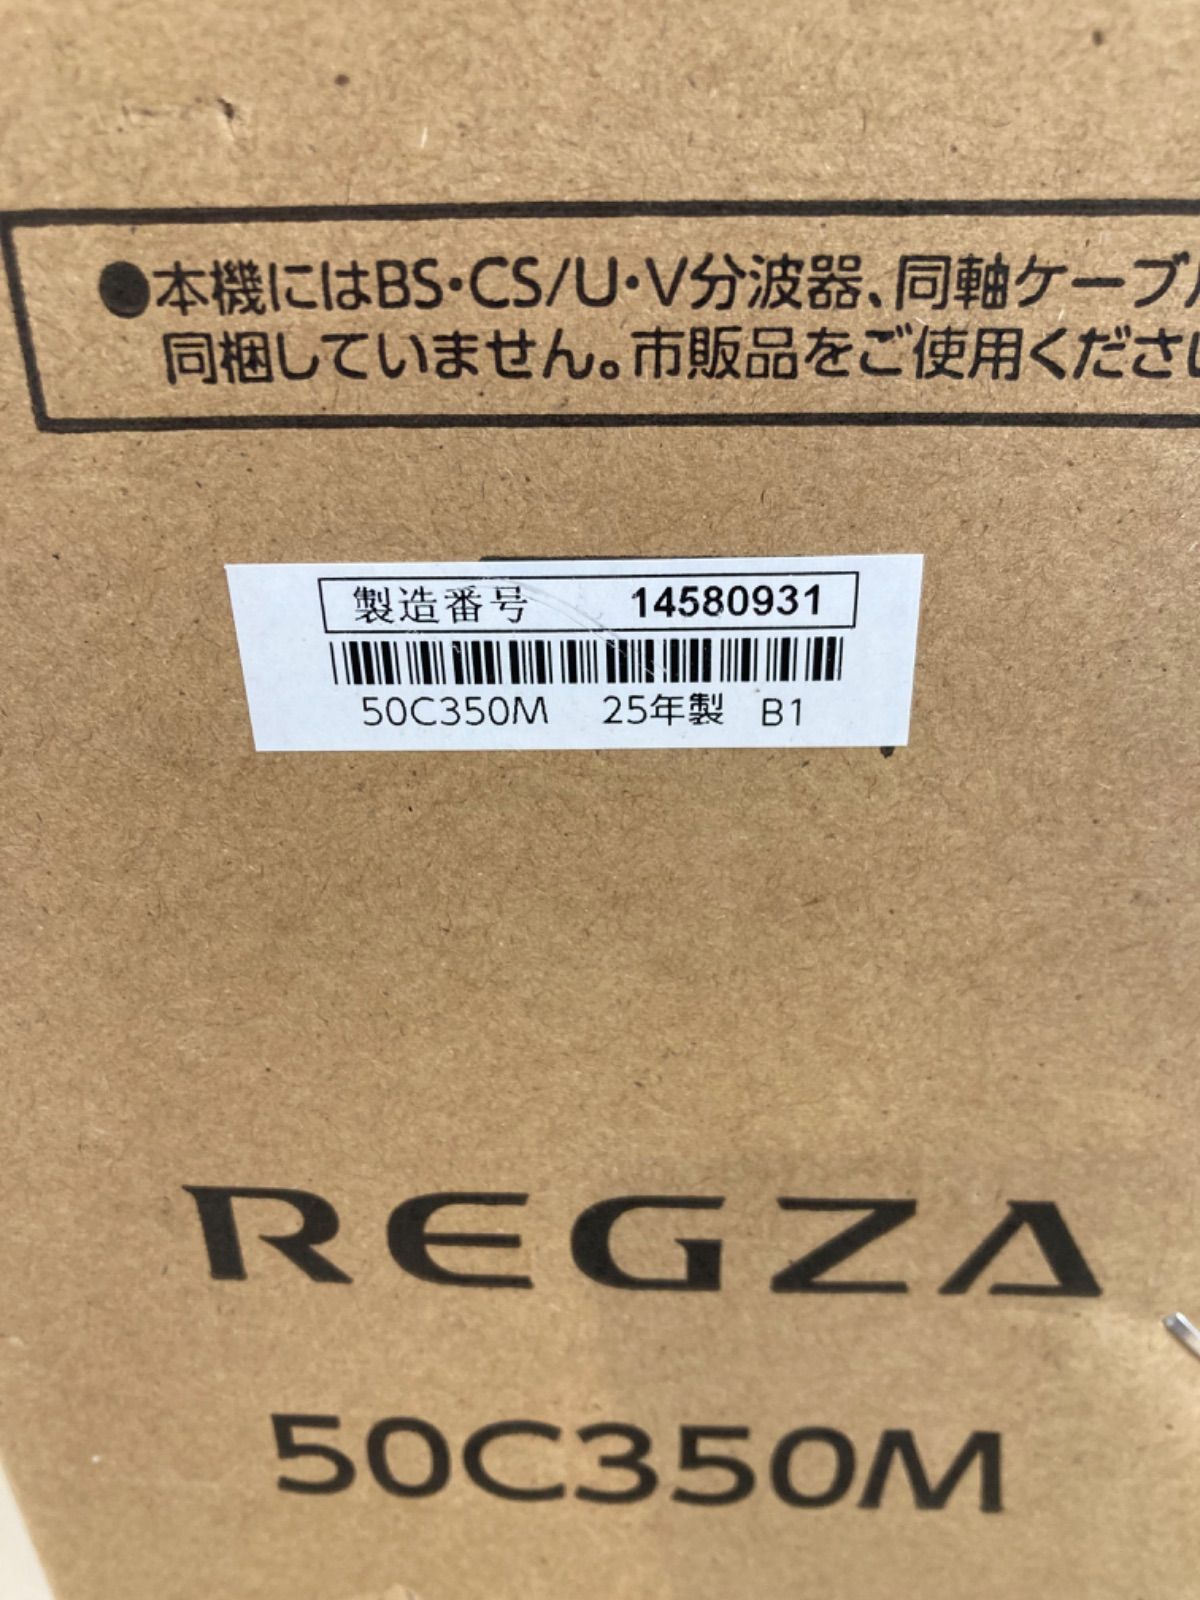 ●本機にはBS・CS/U・V分波器、同軸ケーブル
同梱していません。市販品をご使用ください
製造番号 14580931
50C350M 25年製 B1
REGZA
50C350M